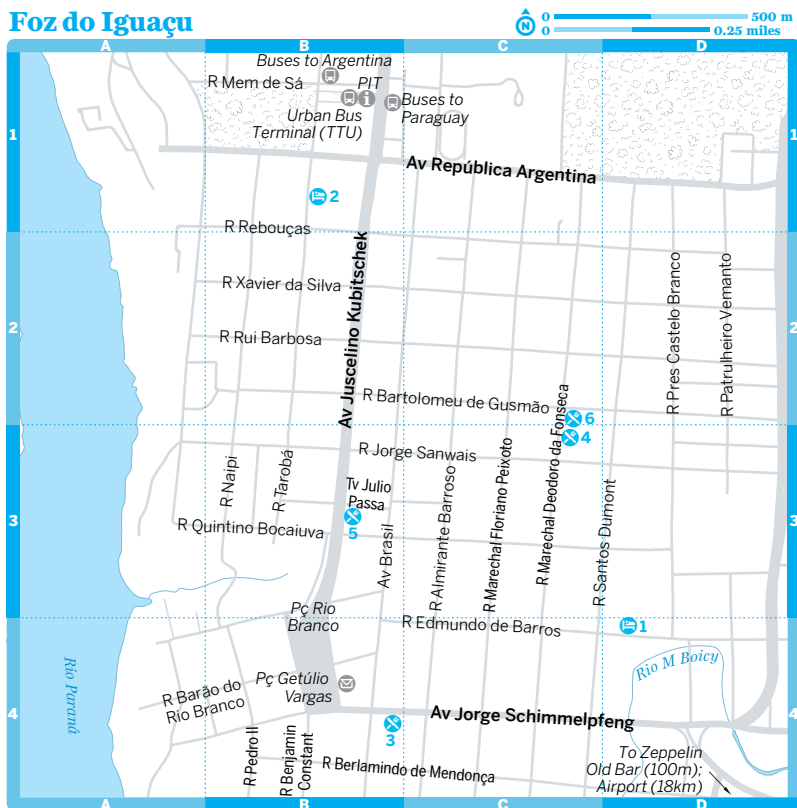 Foz do Iguaçu
N
0 500 m
0 0.25 miles
A B C D
Buses to Argentina
R Mem de Sá
PIT
Buses to
Paraguay
Urban Bus
Terminal (TTU)
1 1
Av República Argentina
2
R Rebouças
Av Juscelino Kubitschek
R Xavier da Silva
R Pres Castelo Branco
R Patrulheiro Vemanto
2 2
R Rui Barbosa
R Bartolomeu de Gusmão
6
4
R Jorge Sanwais
R Naipi
R Tarobá
Tv Julio
Passa
5
R Quintino Bocaiuva
Av Brasil
R Almirante Barroso
R Marechal Floriano Peixoto
R Marechal Deodoro da Fonseca
R Santos Dumont
3 3
Pç Rio
Branco
R Edmundo de Barros
1
Rio Paraná
Rio M Boicy
Pç Getúlio
Vargas
R Barão do
Rio Branco
4 4
Av Jorge Schimmelpfeng
3
R Pedro II
R Benjamin
Constant
R Berlamindo de Mendonça
To Zeppelin
Old Bar (100m);
Airport (18km)
A B C D